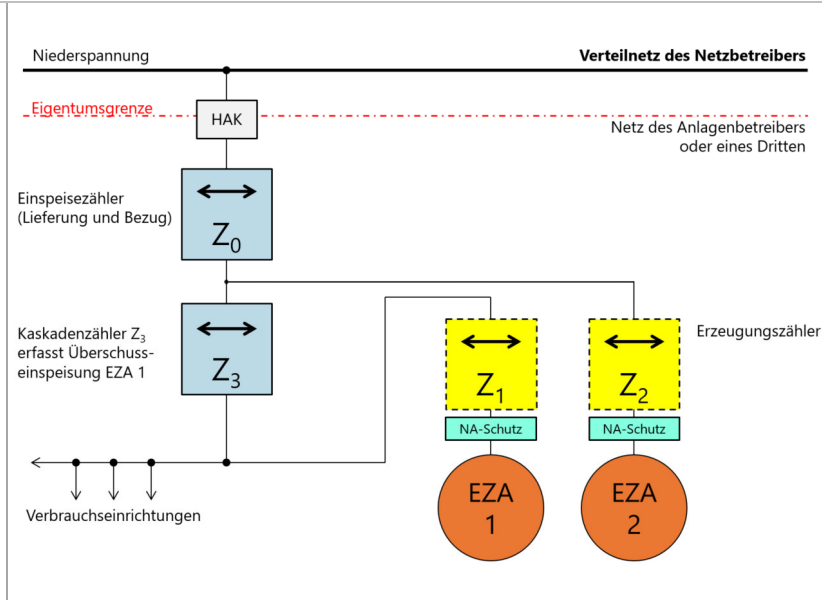 Niederspannung
Verteilnetz des Netzbetreibers
Eigentumsgrenze
HAK
Netz des Anlagenbetreibers
oder eines Dritten
Einspeisezähler
(Lieferung und Bezug)
Z0
Kaskadenzähler Z3
erfasst Überschuss-
einspeisung EZA 1
Z3
Z1
Z2
Erzeugungszähler
NA-Schutz
NA-Schutz
EZA
1
EZA
2
Verbrauchseinrichtungen